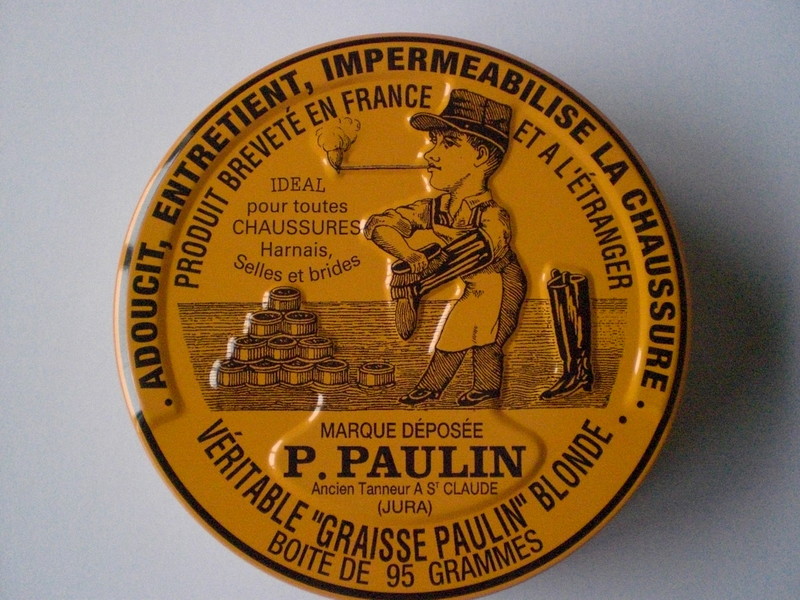 ADOUCIT, ENTRETIENT, IMPERMEABILISE LA CHAUSSURE
PRODUIT BREVETÉ EN FRANCE ET A L'ÉTRANGER
IDEAL
pour toutes
CHAUSSURES
Harnais,
Selles et brides
MARQUE DÉPOSÉE
P. PAULIN
Ancien Tanneur A ST CLAUDE
(JURA)
VÉRITABLE "GRAISSE PAULIN" BLONDE
BOITE DE 95 GRAMMES